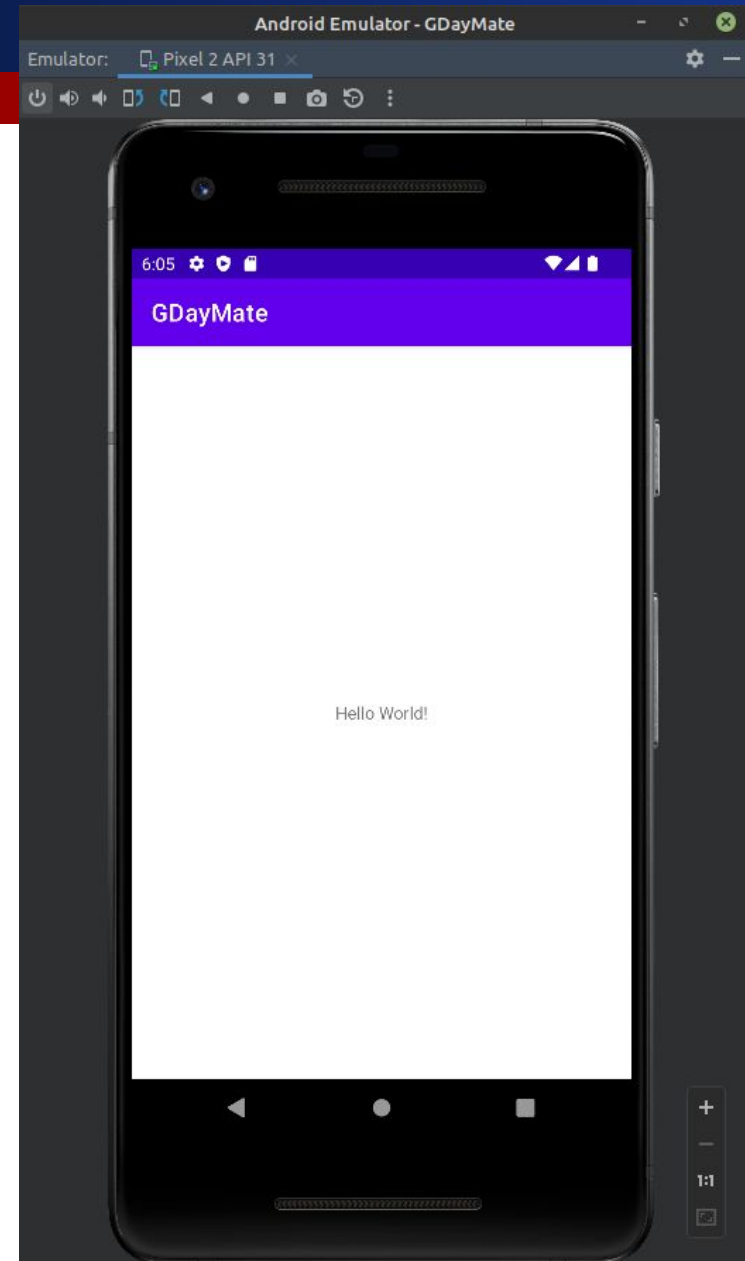 Android Emulator - GDayMate
Emulator: Pixel 2 API 31
6:05
GDayMate
Hello World!
1:1